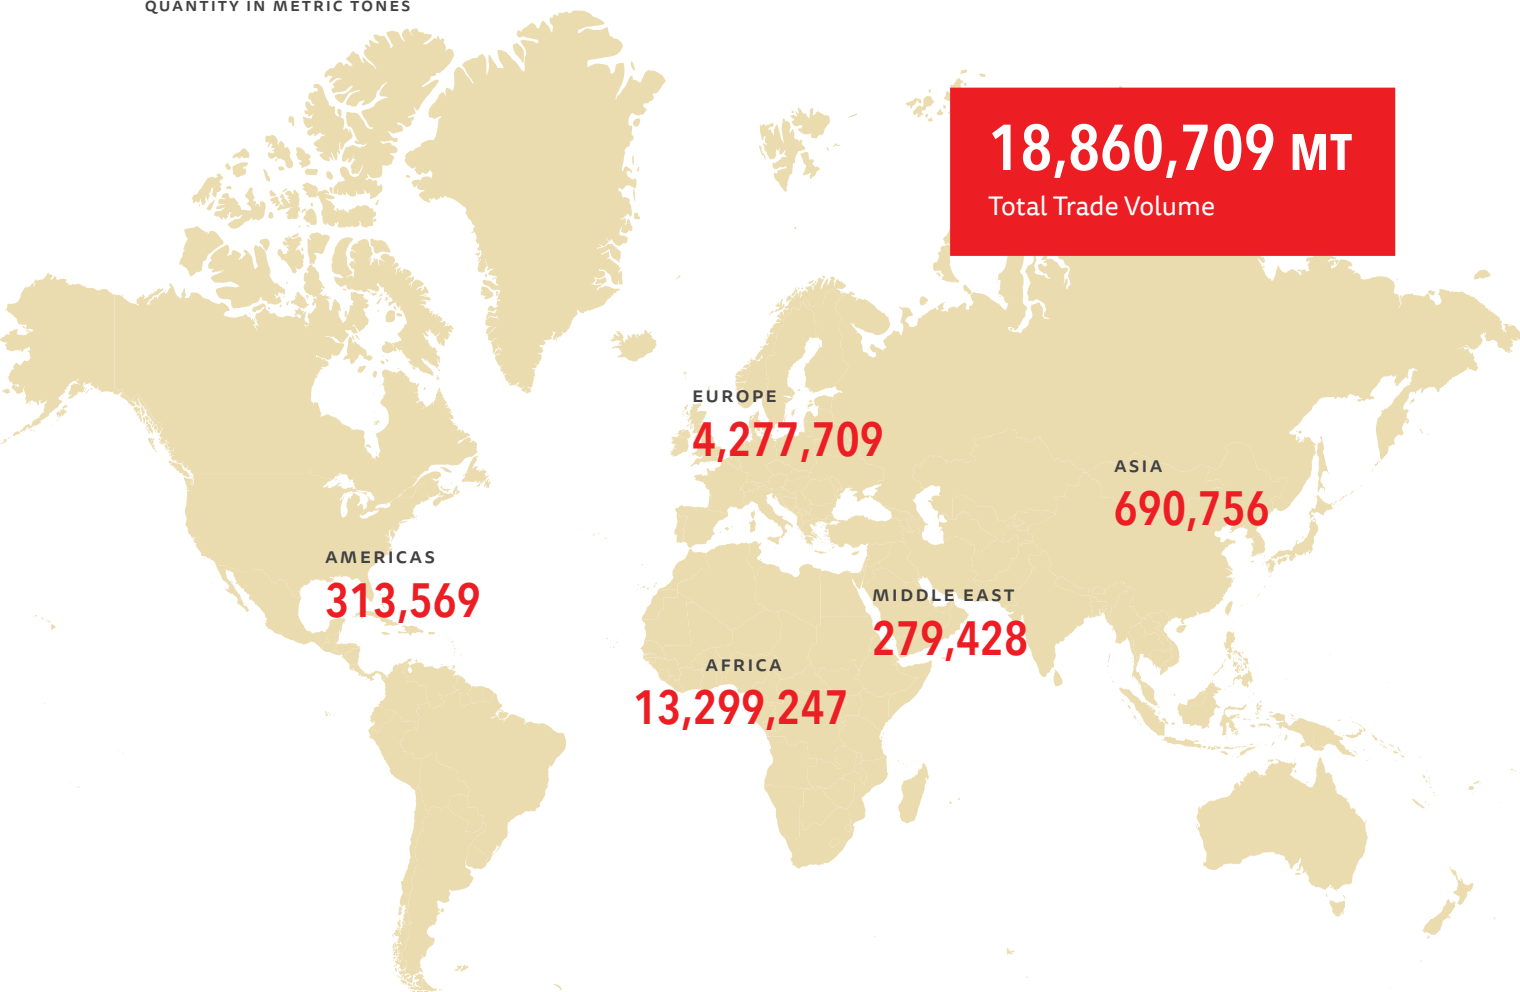 QUANTITY IN METRIC TONES
18,860,709 MT
Total Trade Volume
EUROPE
4,277,709
ASIA
690,756
AMERICAS
313,569
MIDDLE EAST
279,428
AFRICA
13,299,247